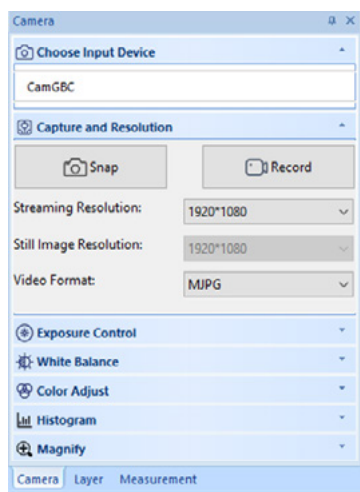 Camera
Choose Input Device
CamGBC
Capture and Resolution
Snap Record
Streaming Resolution: 1920*1080
Still Image Resolution: 1920*1080
Video Format: MJPG
Exposure Control
White Balance
Color Adjust
Histogram
Magnify
Camera Layer Measurement